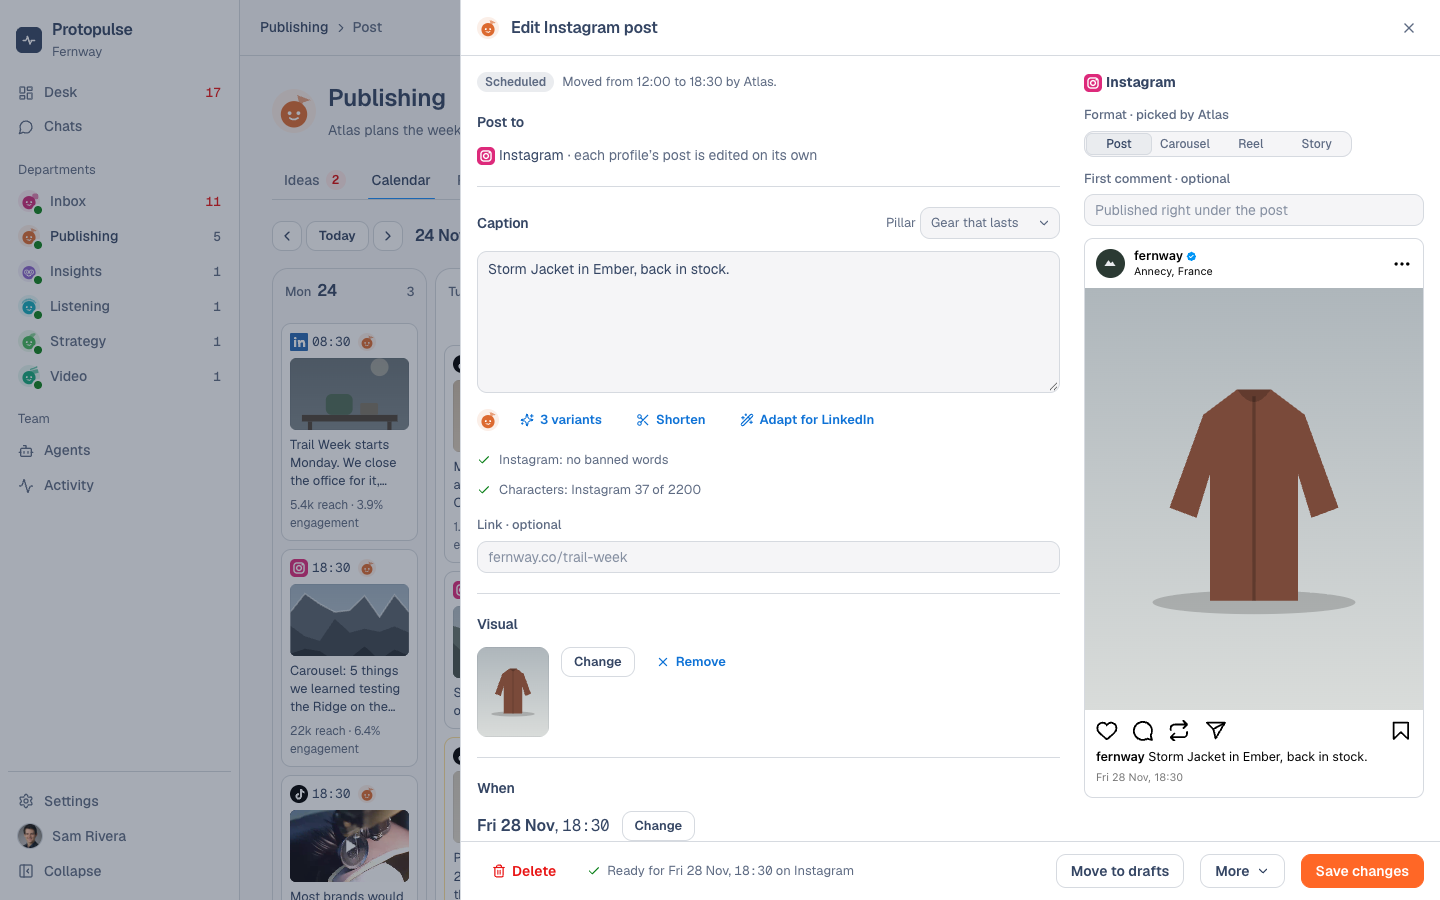 Protopulse
Fernway
Desk 17
Chats
Departments
Inbox 11
Publishing 5
Insights 1
Listening 1
Strategy 1
Video 1
Team
Agents
Activity
Settings
Sam Rivera
Collapse
Publishing > Post
Publishing
Atlas plans the week
Ideas 2 Calendar
Today 24 No
Mon 24 3
08:30
Trail Week starts
Monday. We close
the office for it,…
5.4k reach · 3.9%
engagement
18:30
Carousel: 5 things
we learned testing
the Ridge on the…
22k reach · 6.4%
engagement
18:30
Most brands would
Edit Instagram post
Scheduled Moved from 12:00 to 18:30 by Atlas.
Post to
Instagram · each profile's post is edited on its own
Caption
Pillar Gear that lasts
Storm Jacket in Ember, back in stock.
3 variants Shorten Adapt for LinkedIn
Instagram: no banned words
Characters: Instagram 37 of 2200
Link · optional
fernway.co/trail-week
Visual
Change Remove
When
Fri 28 Nov, 18:30 Change
Instagram
Format · picked by Atlas
Post Carousel Reel Story
First comment · optional
Published right under the post
fernway
Annecy, France
fernway Storm Jacket in Ember, back in stock.
Fri 28 Nov, 18:30
Delete Ready for Fri 28 Nov, 18:30 on Instagram
Move to drafts More Save changes